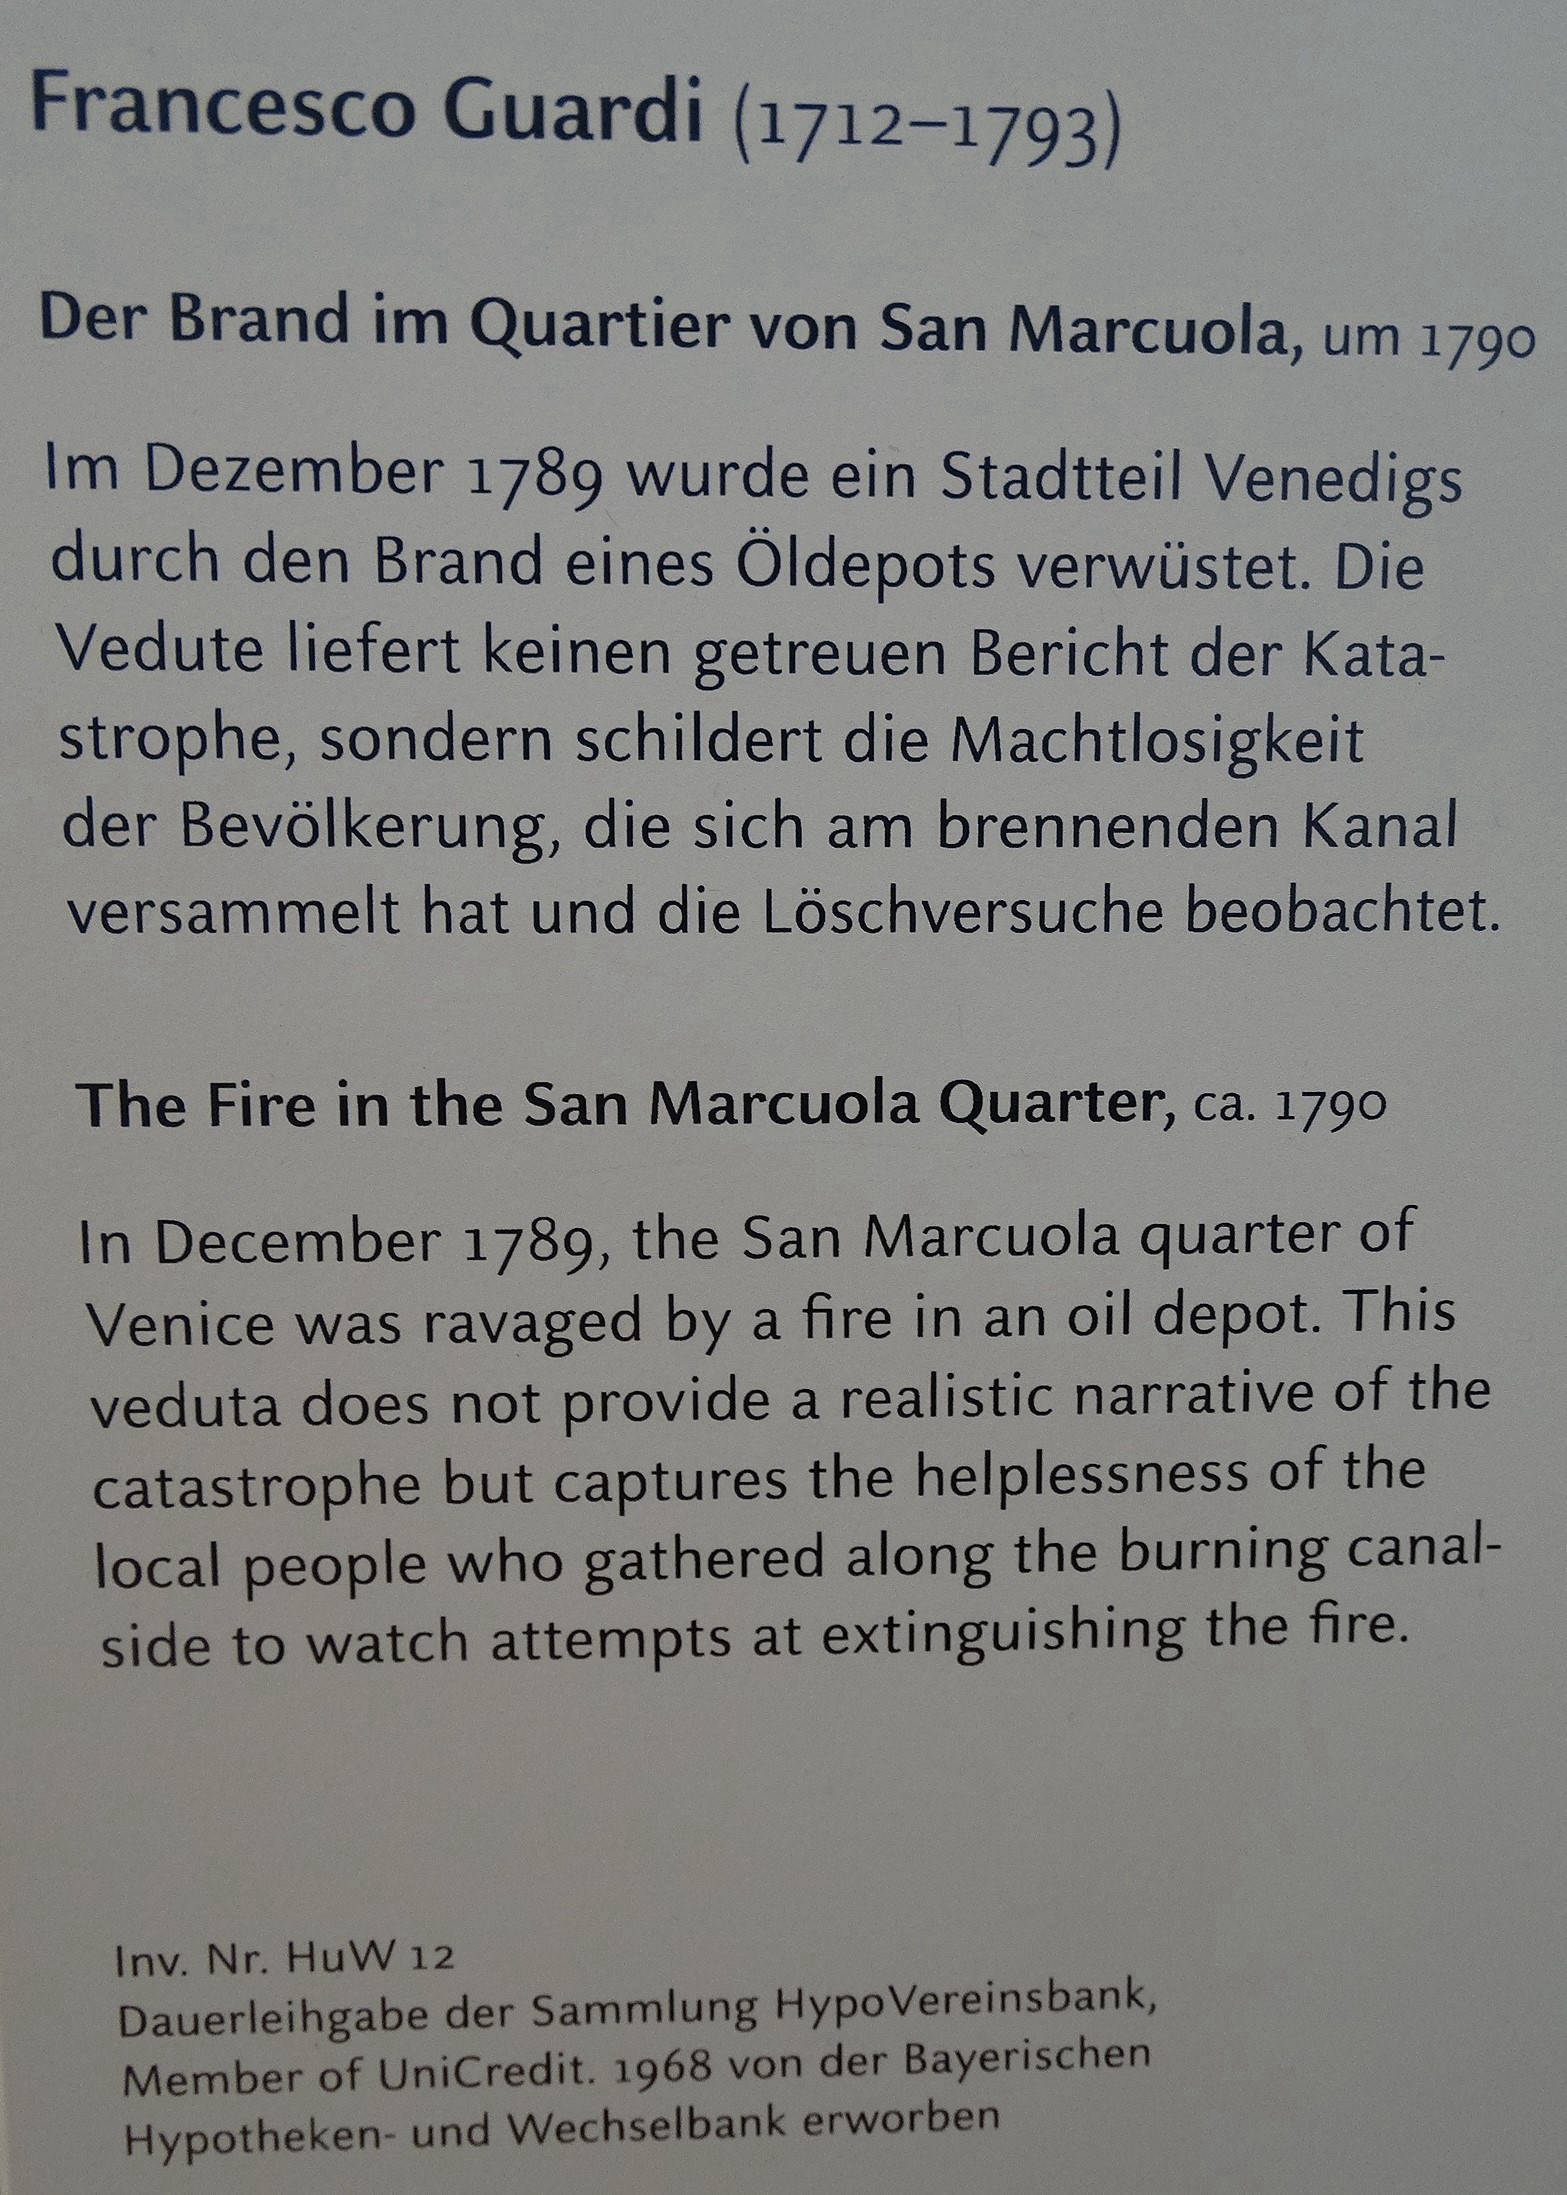 Francesco Guardi (1712–1793)
Der Brand im Quartier von San Marcuola, um 1790
Im Dezember 1789 wurde ein Stadtteil Venedigs
durch den Brand eines Öldepots verwüstet. Die
Vedute liefert keinen getreuen Bericht der Kata-
strophe, sondern schildert die Machtlosigkeit
der Bevölkerung, die sich am brennenden Kanal
versammelt hat und die Löschversuche beobachtet.
The Fire in the San Marcuola Quarter, ca. 1790
In December 1789, the San Marcuola quarter of
Venice was ravaged by a fire in an oil depot. This
veduta does not provide a realistic narrative of the
catastrophe but captures the helplessness of the
local people who gathered along the burning canal-
side to watch attempts at extinguishing the fire.
Inv. Nr. HuW 12
Dauerleihgabe der Sammlung HypoVereinsbank,
Member of UniCredit. 1968 von der Bayerischen
Hypotheken- und Wechselbank erworben